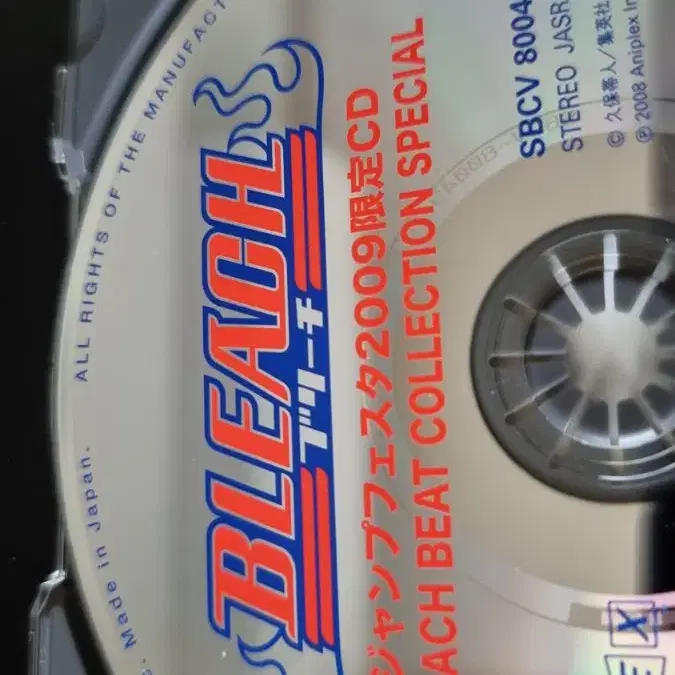 BLEACH
ブリーチ
ジャンプフェスタ2009限定CD
ACH BEAT COLLECTION SPECIAL
SBCV 8004
STEREO JASR
© 久保帯人/集英社
℗ 2008 Aniplex In
ALL RIGHTS OF THE MANUFACT
Made in Japan.